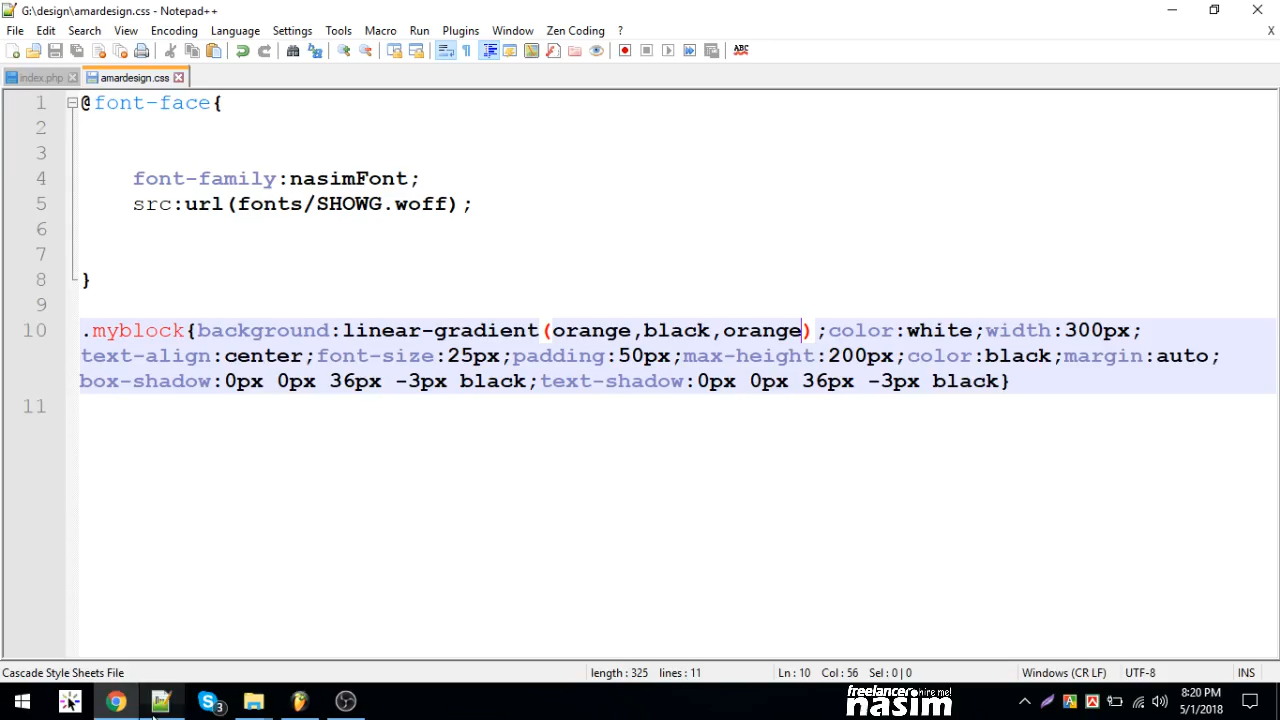 G:\design\amardesign.css - Notepad++
File Edit Search View Encoding Language Settings Tools Macro Run Plugins Window Zen Coding ? X
index.php amardesign.css
1 @font-face{
2
3
4 font-family:nasimFont;
5 src:url(fonts/SHOWG.woff);
6
7
8 }
9
10 .myblock{background:linear-gradient(orange,black,orange);color:white;width:300px;
text-align:center;font-size:25px;padding:50px;max-height:200px;color:black;margin:auto;
box-shadow:0px 0px 36px -3px black;text-shadow:0px 0px 36px -3px black}
11
Cascade Style Sheets File length : 325 lines : 11 Ln : 10 Col : 56 Sel : 0 | 0 Windows (CR LF) UTF-8 INS
3 8:20 PM
5/1/2018
nasim